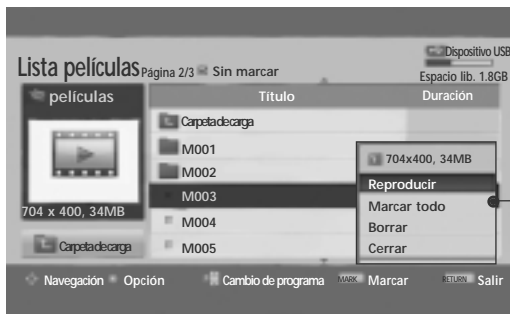 Dispositivo USB
Lista películas Página 2/3 Sin marcar
Espacio lib. 1.8GB
películas
Título
Duración
Carpeta de carga
M001
M002
M003
M004
M005
704 x 400, 34MB
Carpeta de carga
704x400, 34MB
Reproducir
Marcar todo
Borrar
Cerrar
Navegación Opción Cambio de programa MARK Marcar RETURN Salir